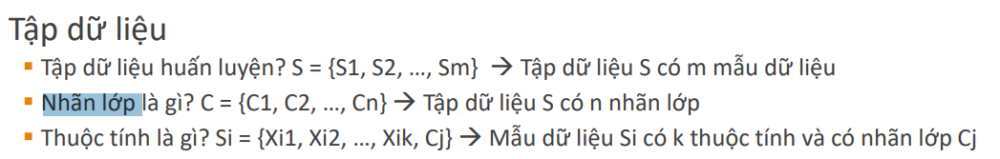 Tập dữ liệu
▪ Tập dữ liệu huấn luyện? S = {S1, S2, …, Sm} → Tập dữ liệu S có m mẫu dữ liệu
▪ Nhãn lớp là gì? C = {C1, C2, …, Cn} → Tập dữ liệu S có n nhãn lớp
▪ Thuộc tính là gì? Si = {Xi1, Xi2, …, Xik, Cj} → Mẫu dữ liệu Si có k thuộc tính và có nhãn lớp Cj